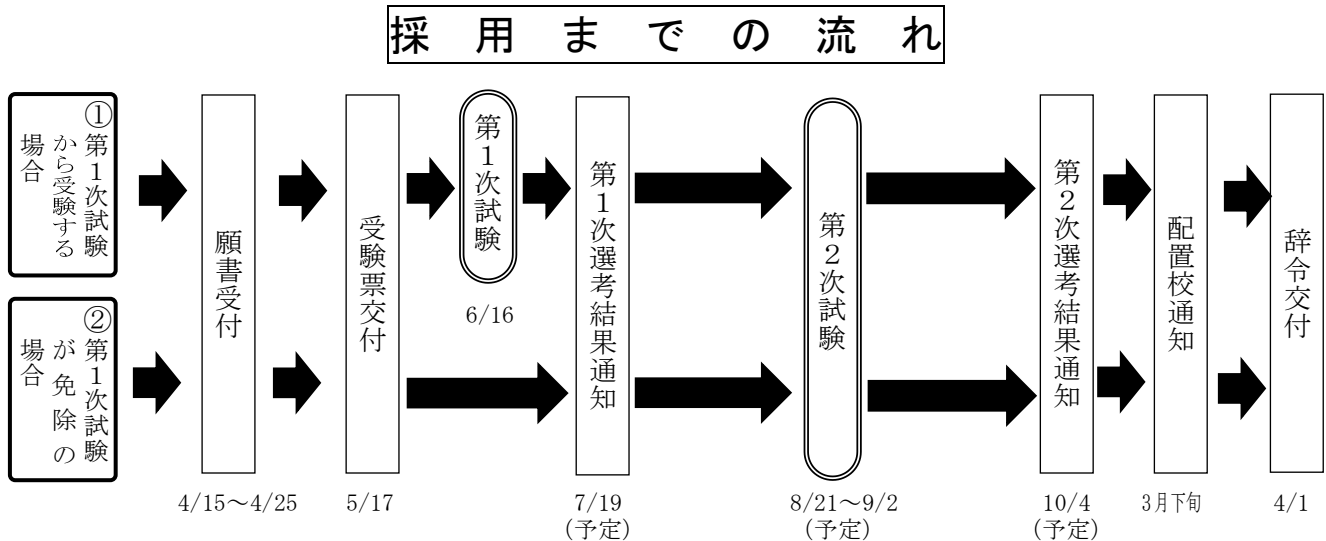 採用までの流れ
①第1次試験
から受験する
場合
②第1次試験
が免除の
場合
願書受付
4/15～4/25
受験票交付
5/17
第1次試験
6/16
第1次選考結果通知
7/19
(予定)
第2次試験
8/21～9/2
(予定)
第2次選考結果通知
10/4
(予定)
配置校通知
3月下旬
辞令交付
4/1